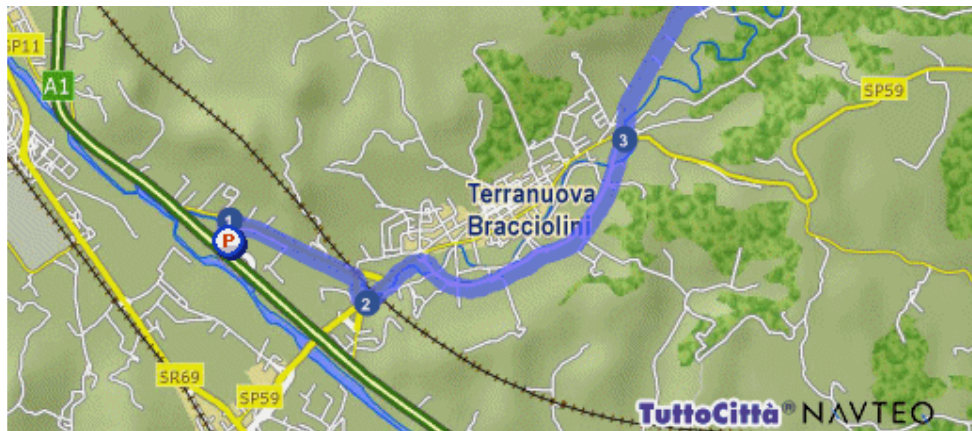 SP11
A1
SP59
3
Terranuova
Bracciolini
1
P
2
SR69
SP59
TuttoCittà® NAVTEQ